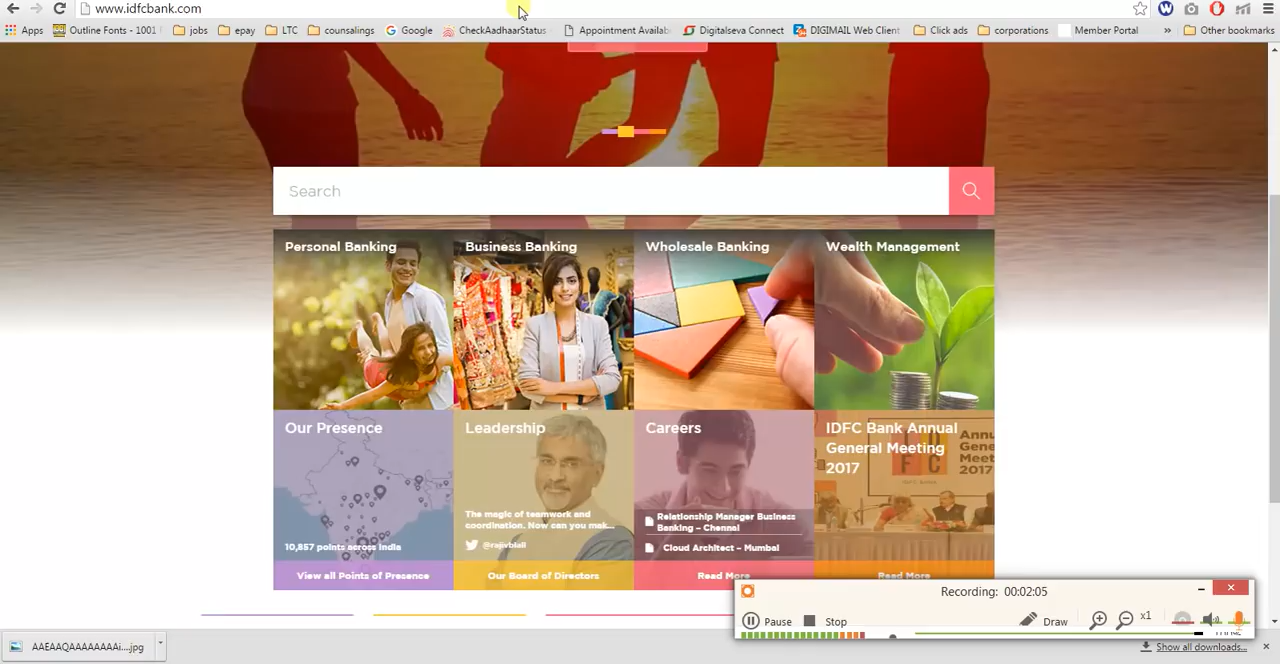 www.idfcbank.com
Apps Outline Fonts - 1001 jobs epay LTC counsalings Google CheckAadhaarStatus Appointment Availab Digitalseva Connect DIGIMAIL Web Client Click ads corporations Member Portal » Other bookmarks
Search
Personal Banking Business Banking Wholesale Banking Wealth Management
Our Presence Leadership Careers IDFC Bank Annual
General Meeting
2017
Annu
Gene
Meet
2017
The magic of teamwork and
coordination. Now can you mak...
@rajivblall
Relationship Manager Business
Banking – Chennai
10,857 points across India
Cloud Architect – Mumbai
View all Points of Presence Our Board of Directors Read More Read More
Recording: 00:02:05
Pause Stop Draw x1
AAEAAQAAAAAAAAi....jpg
Show all downloads...